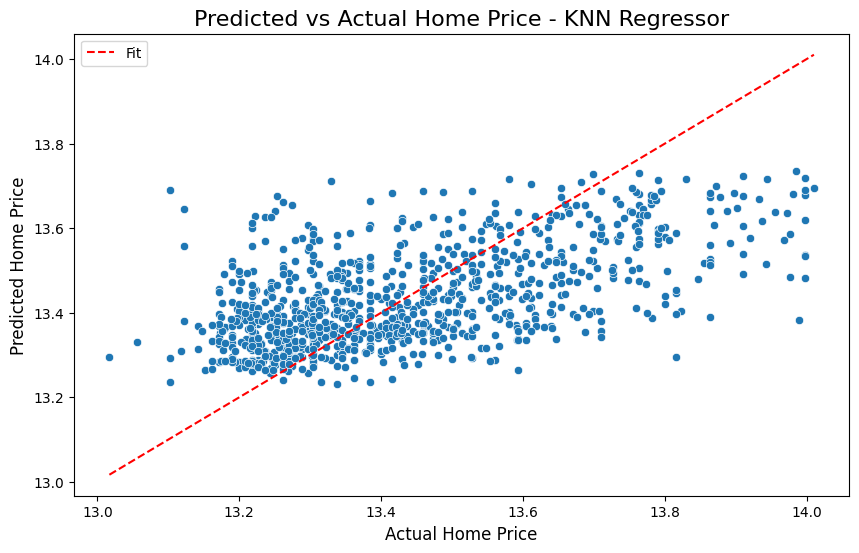 Predicted vs Actual Home Price - KNN Regressor
Fit
14.0
13.8
13.6
13.4
13.2
13.0
Predicted Home Price
13.0 13.2 13.4 13.6 13.8 14.0
Actual Home Price